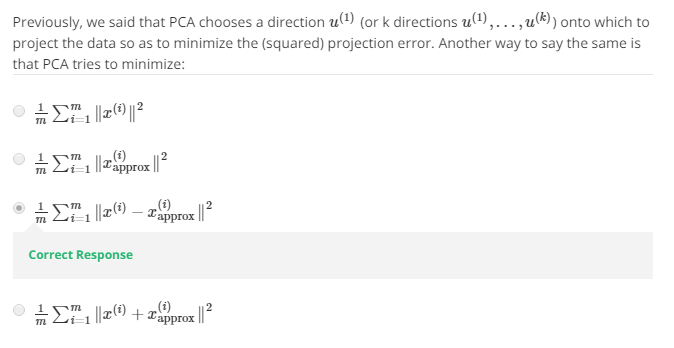 Previously, we said that PCA chooses a direction u⁽¹⁾ (or k directions u⁽¹⁾, . . . , u⁽ᵏ⁾) onto which to
project the data so as to minimize the (squared) projection error. Another way to say the same is
that PCA tries to minimize:
$\frac{1}{m} \sum_{i=1}^{m} \|x^{(i)}\|^2$
$\frac{1}{m} \sum_{i=1}^{m} \|x_{\text{approx}}^{(i)}\|^2$
$\frac{1}{m} \sum_{i=1}^{m} \|x^{(i)} - x_{\text{approx}}^{(i)}\|^2$
Correct Response
$\frac{1}{m} \sum_{i=1}^{m} \|x^{(i)} + x_{\text{approx}}^{(i)}\|^2$